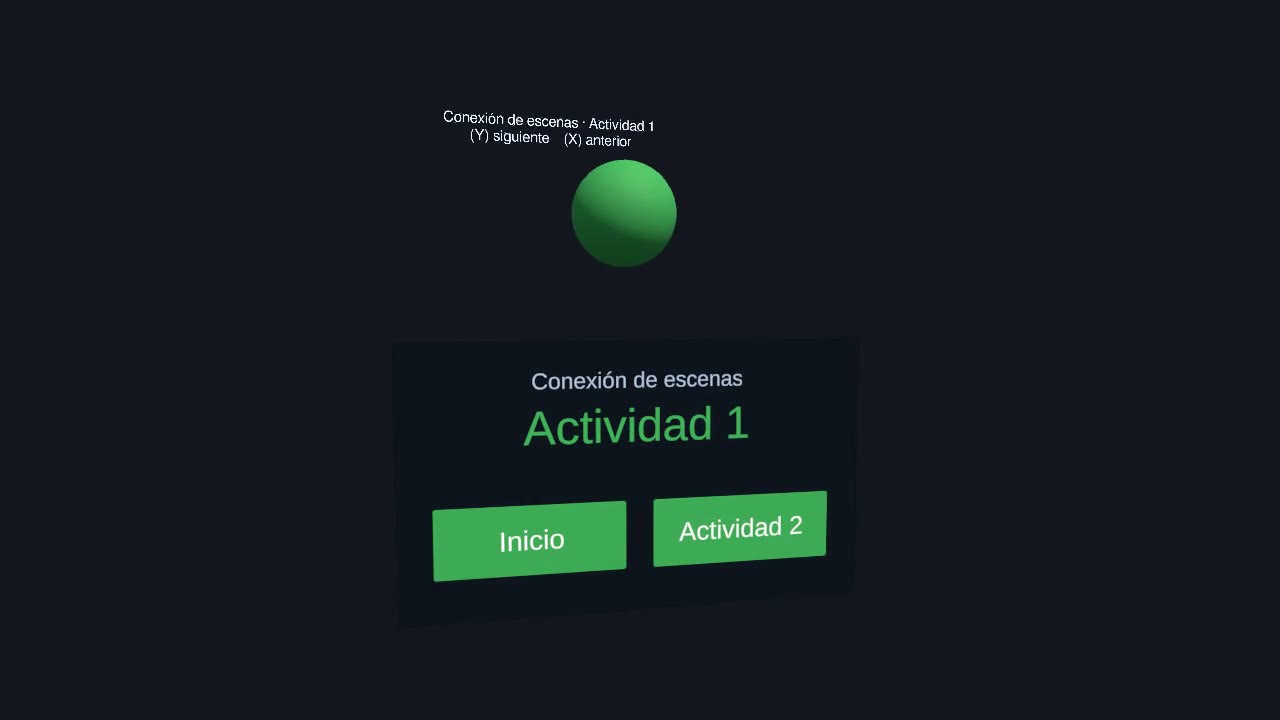 Conexión de escenas · Actividad 1
(Y) siguiente (X) anterior
Conexión de escenas
Actividad 1
Inicio
Actividad 2